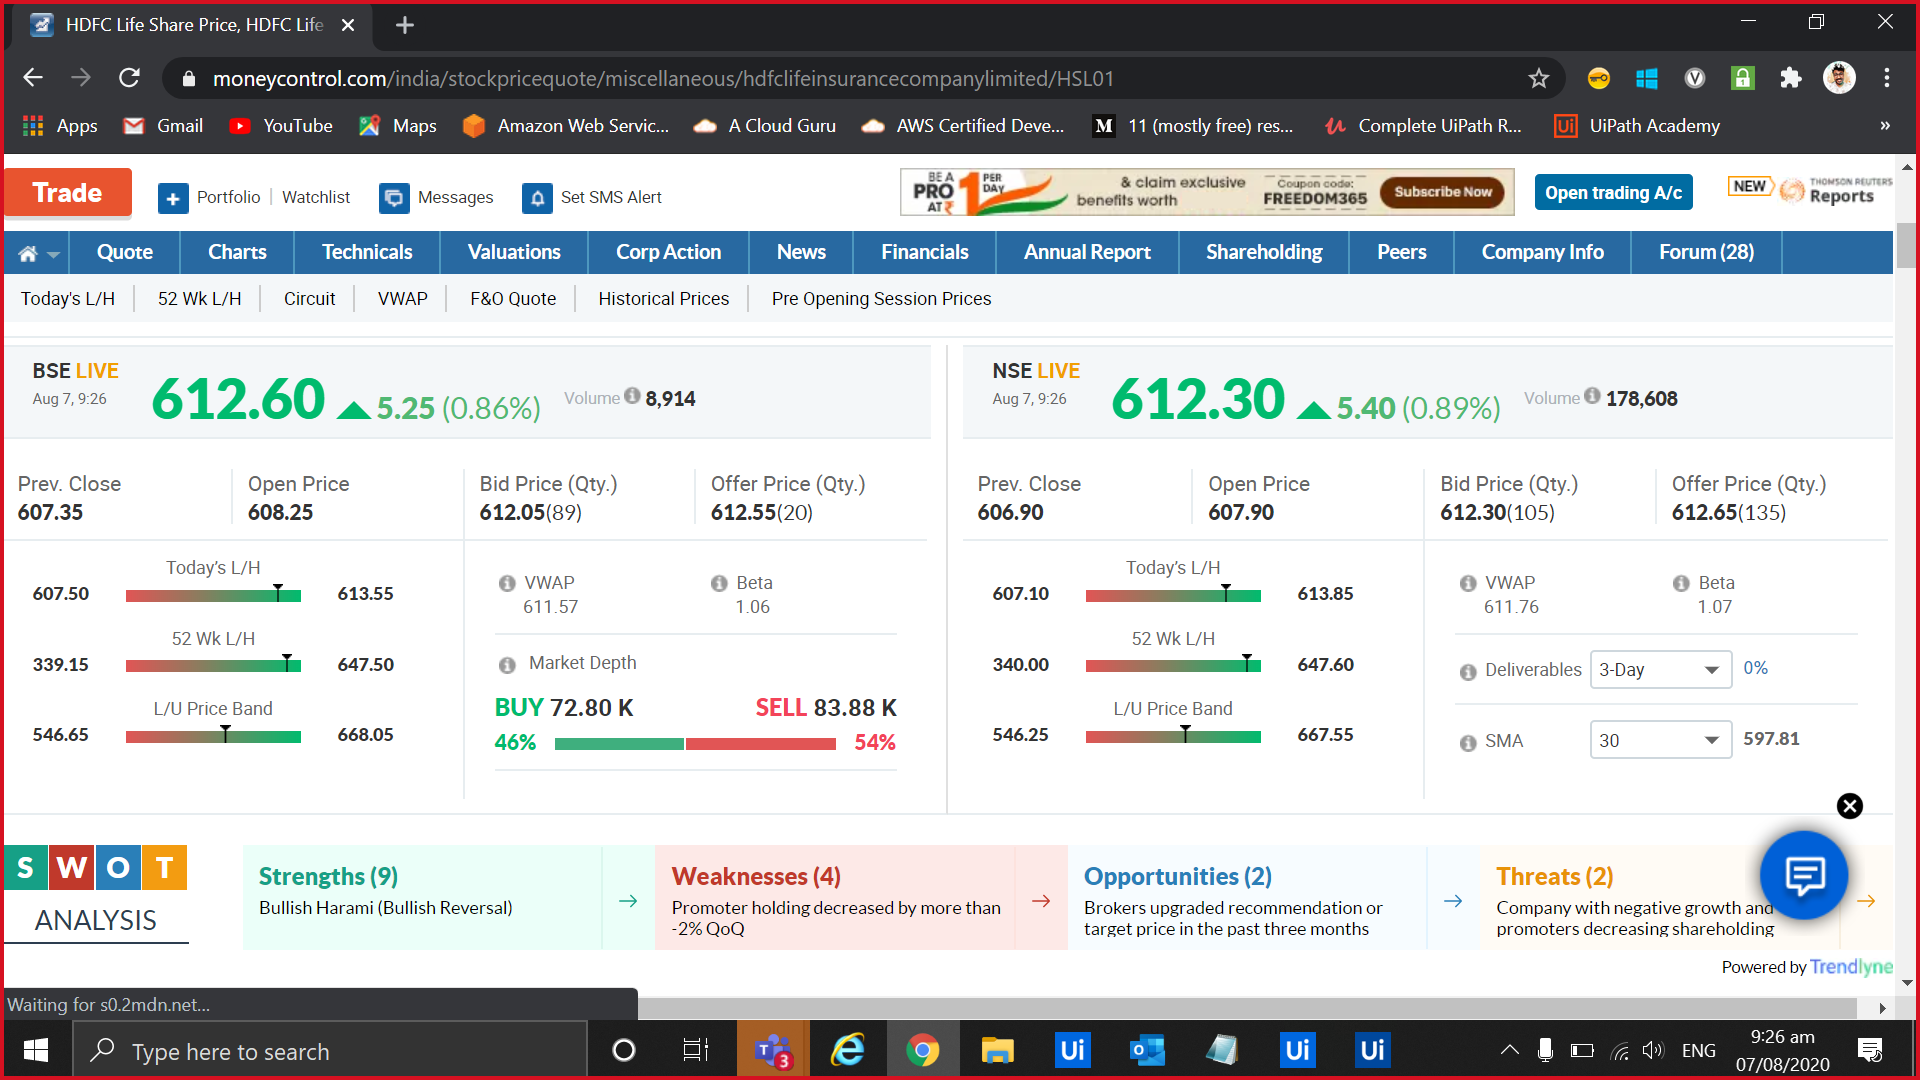 HDFC Life Share Price, HDFC Life
moneycontrol.com/india/stockpricequote/miscellaneous/hdfclifeinsurancecompanylimited/HSL01
Apps Gmail YouTube Maps Amazon Web Servic... A Cloud Guru AWS Certified Deve... M 11 (mostly free) res... Complete UiPath R... Ui UiPath Academy »
Trade Portfolio Watchlist Messages Set SMS Alert
BE A PRO AT ₹ 1 PER DAY
& claim exclusive benefits worth
Coupon code: FREEDOM365
Subscribe Now
Open trading A/c
NEW THOMSON REUTERS Reports
Quote Charts Technicals Valuations Corp Action News Financials Annual Report Shareholding Peers Company Info Forum (28)
Today's L/H 52 Wk L/H Circuit VWAP F&O Quote Historical Prices Pre Opening Session Prices
BSE LIVE
Aug 7, 9:26
612.60 5.25 (0.86%) Volume 8,914
Prev. Close Open Price Bid Price (Qty.) Offer Price (Qty.)
607.35 608.25 612.05(89) 612.55(20)
Today's L/H
607.50 613.55
52 Wk L/H
339.15 647.50
L/U Price Band
546.65 668.05
VWAP Beta
611.57 1.06
Market Depth
BUY 72.80 K SELL 83.88 K
46% 54%
NSE LIVE
Aug 7, 9:26
612.30 5.40 (0.89%) Volume 178,608
Prev. Close Open Price Bid Price (Qty.) Offer Price (Qty.)
606.90 607.90 612.30(105) 612.65(135)
Today's L/H
607.10 613.85
52 Wk L/H
340.00 647.60
L/U Price Band
546.25 667.55
VWAP Beta
611.76 1.07
Deliverables 3-Day 0%
SMA 30 597.81
SWOT
ANALYSIS
Strengths (9)
Bullish Harami (Bullish Reversal)
Weaknesses (4)
Promoter holding decreased by more than
-2% QoQ
Opportunities (2)
Brokers upgraded recommendation or
target price in the past three months
Threats (2)
Company with negative growth and
promoters decreasing shareholding
Powered by Trendlyne
Waiting for s0.2mdn.net...
Type here to search
T 3 Ui Ui Ui
ENG
9:26 am
07/08/2020